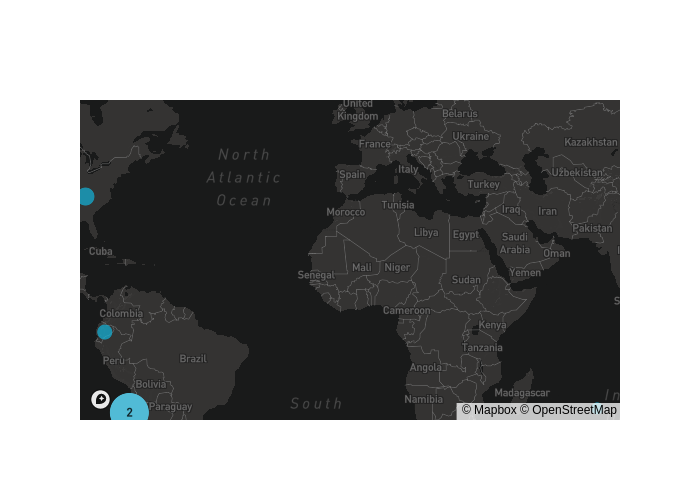 United
Kingdom
Belarus
Ukraine
Kazakhstan
France
North
Atlantic
Ocean
Spain
Italy
Uzbekistan
Turkey
Morocco
Tunisia
Iraq
Iran
Pakistan
Libya
Egypt
Saudi
Arabia
Oman
Cuba
Mali
Niger
Senegal
Yemen
Sudan
Colombia
Cameroon
Kenya
Tanzania
Peru
Brazil
Angola
Bolivia
Namibia
Madagascar
Paraguay
South
In
2
© Mapbox © OpenStreetMap